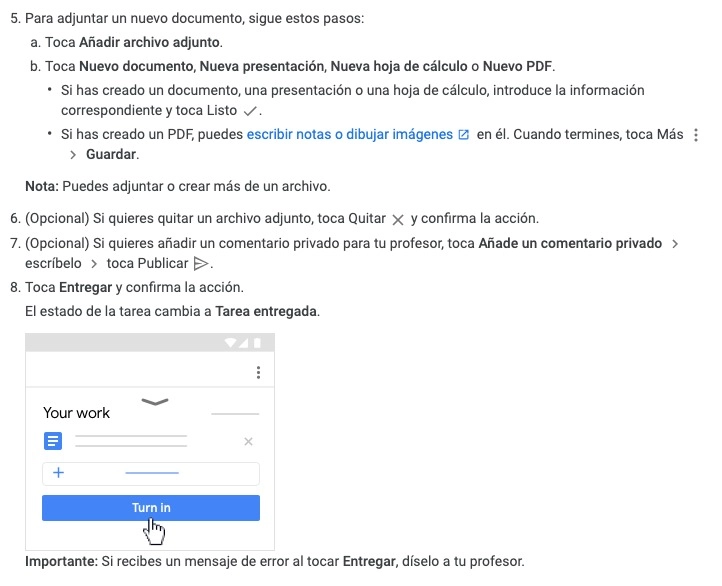 5. Para adjuntar un nuevo documento, sigue estos pasos:
a. Toca Añadir archivo adjunto.
b. Toca Nuevo documento, Nueva presentación, Nueva hoja de cálculo o Nuevo PDF.
• Si has creado un documento, una presentación o una hoja de cálculo, introduce la información
correspondiente y toca Listo ✓.
• Si has creado un PDF, puedes escribir notas o dibujar imágenes en él. Cuando termines, toca Más ⋮
> Guardar.
Nota: Puedes adjuntar o crear más de un archivo.
6. (Opcional) Si quieres quitar un archivo adjunto, toca Quitar ✕ y confirma la acción.
7. (Opcional) Si quieres añadir un comentario privado para tu profesor, toca Añade un comentario privado >
escríbelo > toca Publicar.
8. Toca Entregar y confirma la acción.
El estado de la tarea cambia a Tarea entregada.
Your work
Turn in
Importante: Si recibes un mensaje de error al tocar Entregar, díselo a tu profesor.